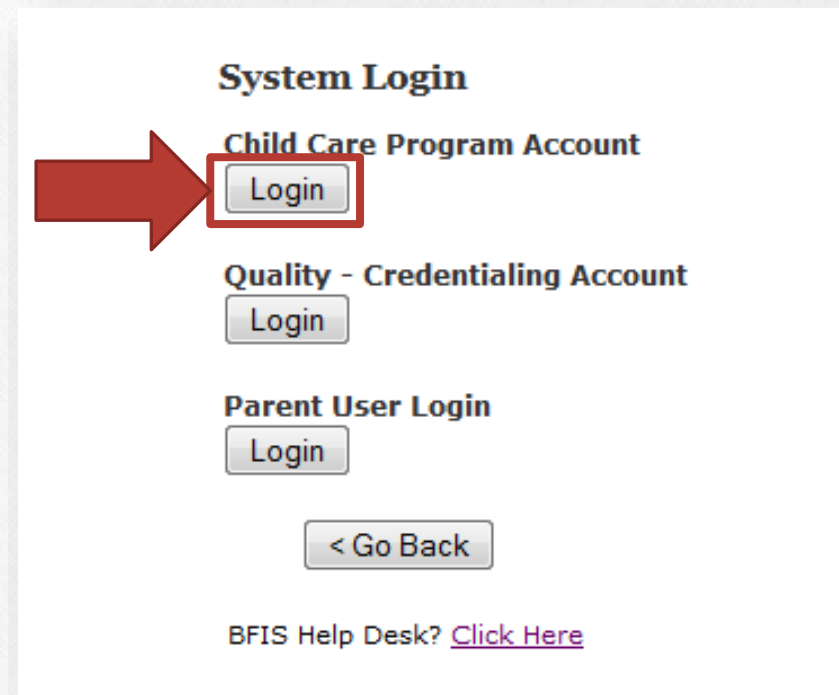 System Login
Child Care Program Account
Login
Quality - Credentialing Account
Login
Parent User Login
Login
< Go Back
BFIS Help Desk? Click Here